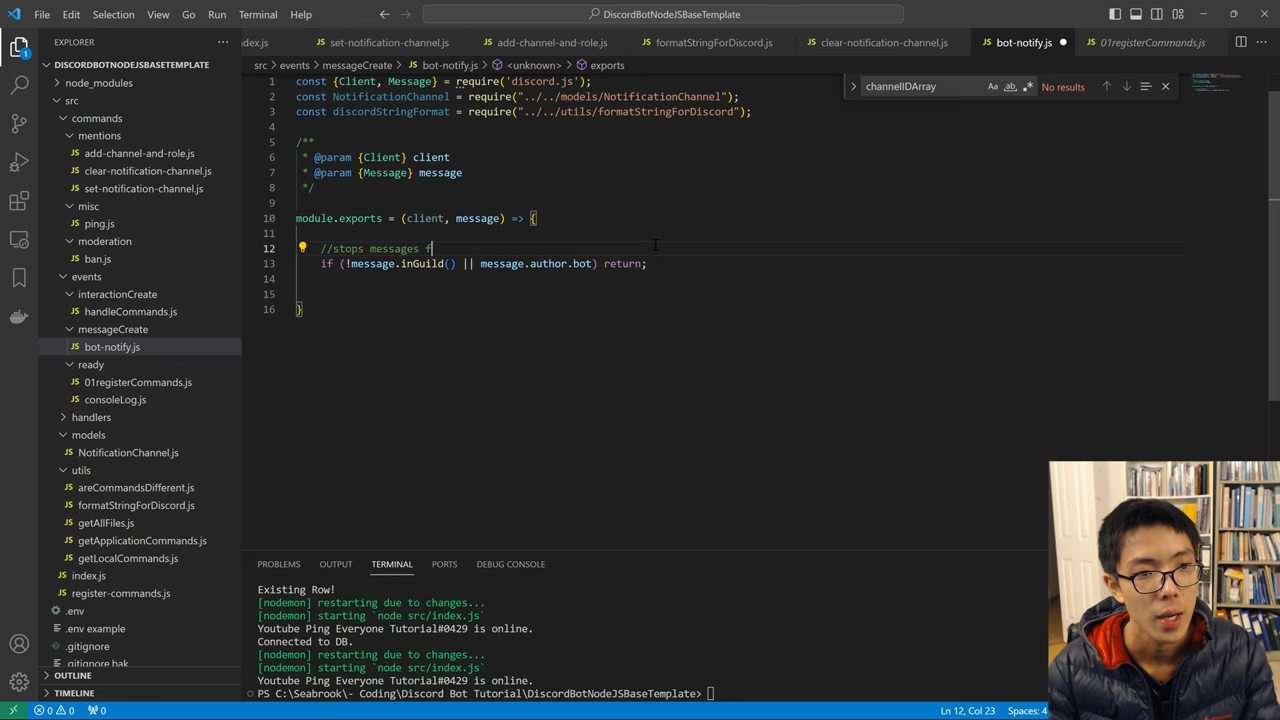 File Edit Selection View Go Run Terminal Help
DiscordBotNodeJSBaseTemplate
EXPLORER
ndex.js
set-notification-channel.js
add-channel-and-role.js
formatStringForDiscord.js
clear-notification-channel.js
bot-notify.js
01registerCommands.js
src > events > messageCreate > bot-notify.js > <unknown> > exports
channelIDArray
Aa ab .* No results
DISCORDBOTNODEJSBASETEMPLATE
node_modules
src
commands
mentions
add-channel-and-role.js
clear-notification-channel.js
set-notification-channel.js
misc
ping.js
moderation
ban.js
events
interactionCreate
handleCommands.js
messageCreate
bot-notify.js
ready
01registerCommands.js
consoleLog.js
handlers
models
NotificationChannel.js
utils
areCommandsDifferent.js
formatStringForDiscord.js
getAllFiles.js
getApplicationCommands.js
getLocalCommands.js
index.js
register-commands.js
.env
.env example
.gitignore
.gitignore bak
OUTLINE
TIMELINE
1 const {Client, Message} = require('discord.js');
2 const NotificationChannel = require("../../models/NotificationChannel");
3 const discordStringFormat = require("../../utils/formatStringForDiscord");
4
5 /**
6 * @param {Client} client
7 * @param {Message} message
8 */
9
10 module.exports = (client, message) => {
11
12 //stops messages f
13 if (!message.inGuild() || message.author.bot) return;
14
15
16 }
PROBLEMS OUTPUT TERMINAL PORTS DEBUG CONSOLE
Existing Row!
[nodemon] restarting due to changes...
[nodemon] starting `node src/index.js`
Youtube Ping Everyone Tutorial#0429 is online.
Connected to DB.
[nodemon] restarting due to changes...
[nodemon] starting `node src/index.js`
Youtube Ping Everyone Tutorial#0429 is online.
PS C:\Seabrook\- Coding\Discord Bot Tutorial\DiscordBotNodeJSBaseTemplate>
1
0 0 0
Ln 12, Col 23 Spaces: 4